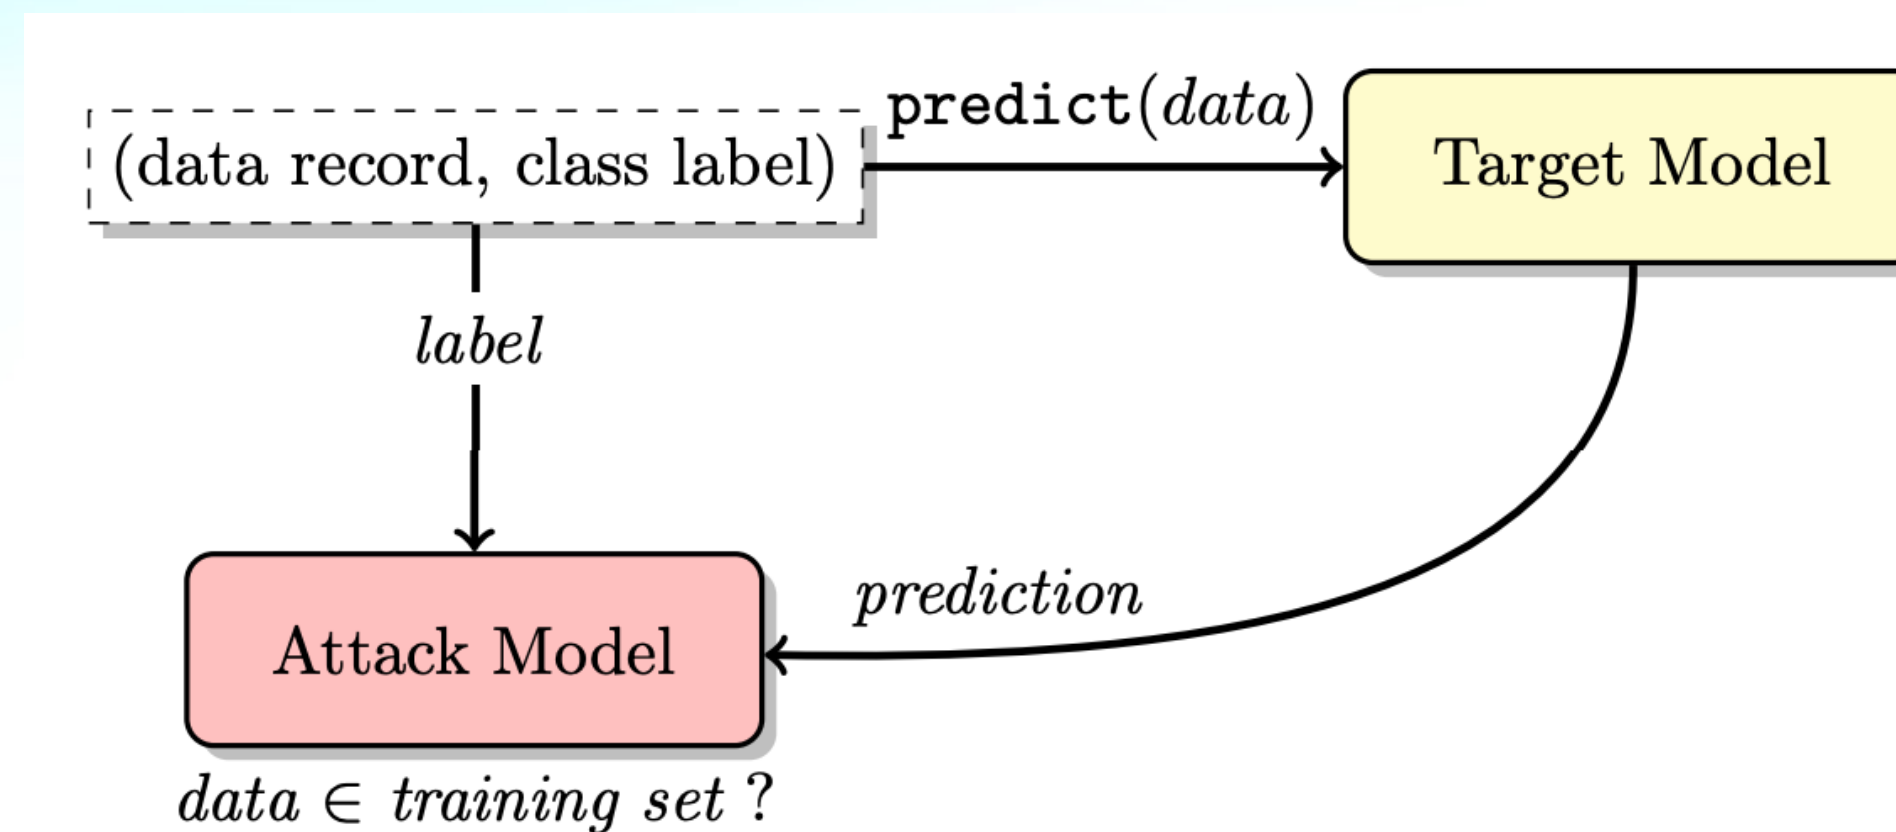 predict(data)
(data record, class label)
Target Model
label
prediction
Attack Model
data ∈ training set ?